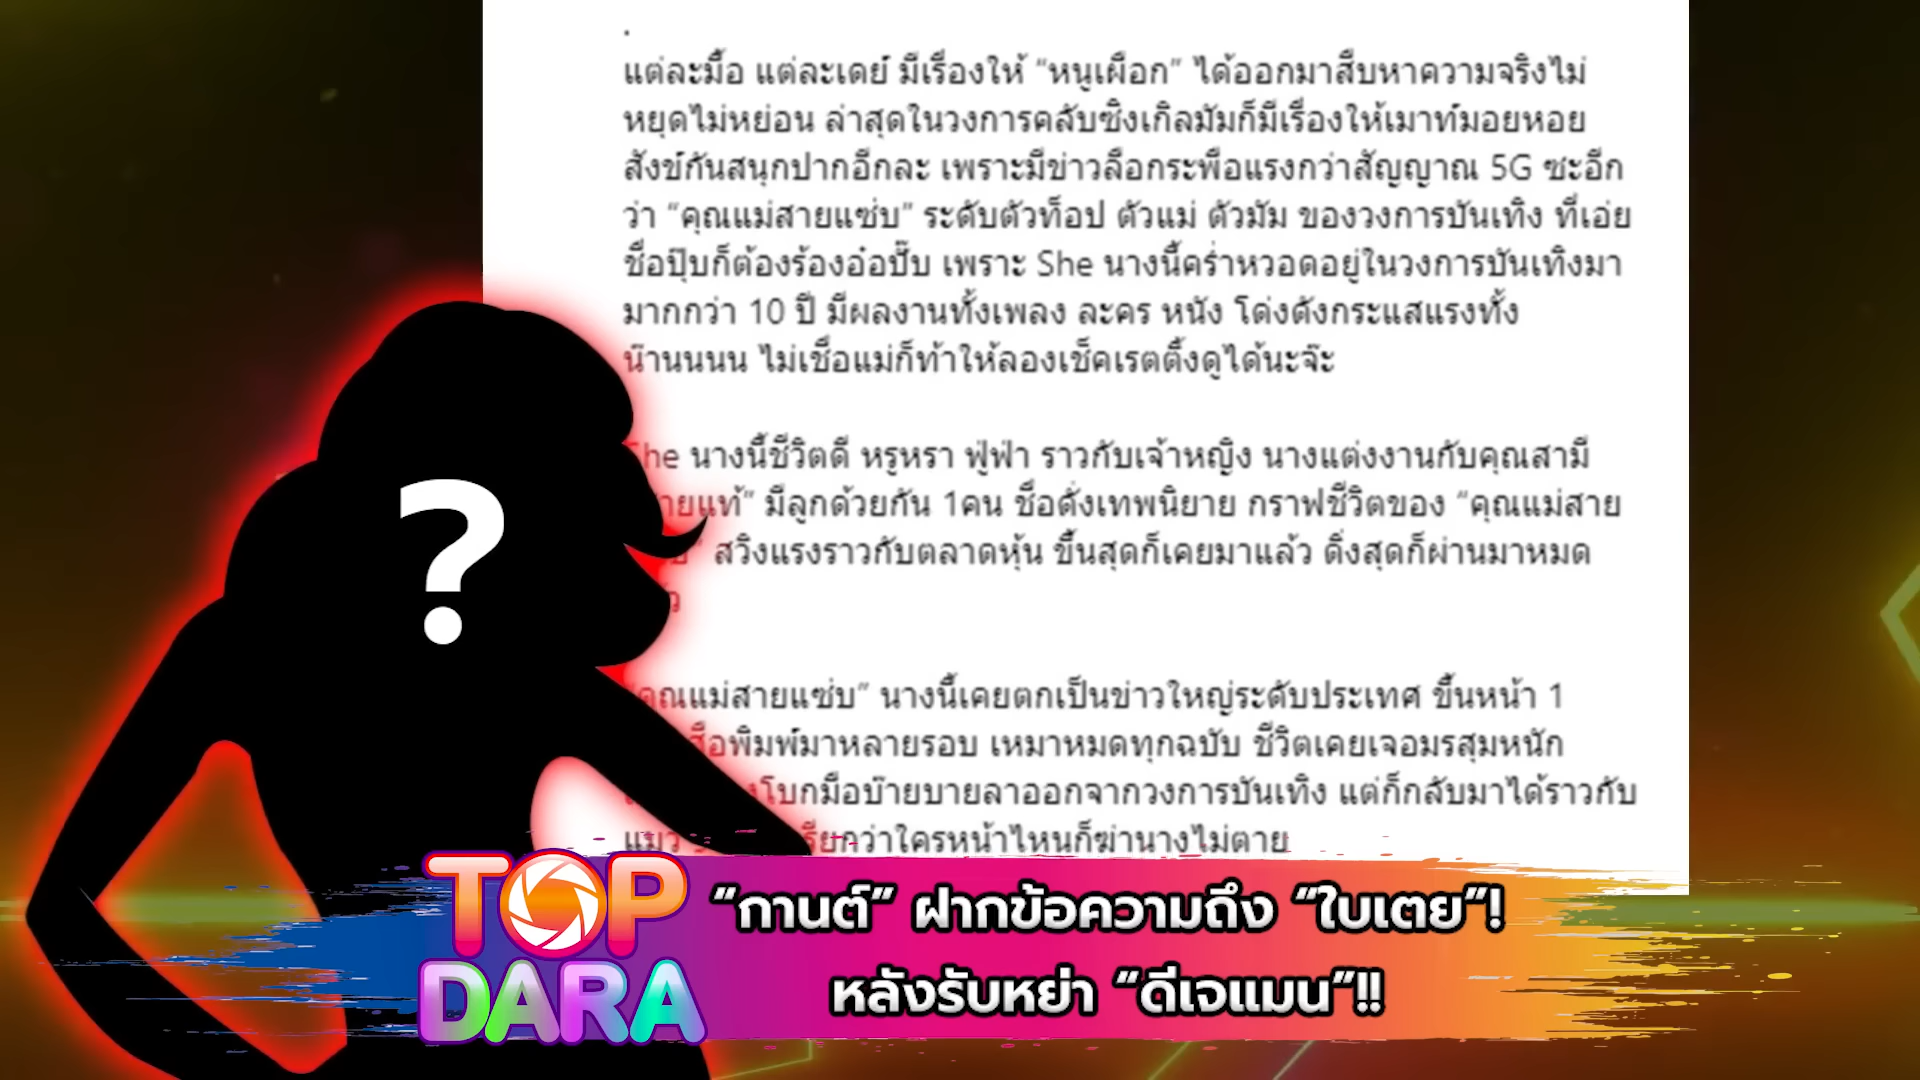 แต่ละมื้อ แต่ละเดย์ มีเรื่องให้ “หนูเผือก” ได้ออกมาสืบหาความจริงไม่
หยุดไม่หย่อน ล่าสุดในวงการคลับซิงเกิลมัมก็มีเรื่องให้เมาท์มอยหอย
สังข์กันสนุกปากอีกละ เพราะมีข่าวลือกระพือแรงกว่าสัญญาณ 5G ซะอีก
ว่า “คุณแม่สายแซ่บ” ระดับตัวท็อป ตัวแม่ ตัวมัม ของวงการบันเทิง ที่เอ่ย
ชื่อปุ๊บก็ต้องร้องอ๋อปั๊บ เพราะ She นางนี้คร่ำหวอดอยู่ในวงการบันเทิงมา
มากกว่า 10 ปี มีผลงานทั้งเพลง ละคร หนัง โด่งดังกระแสแรงทั้ง
น๊านนนน ไม่เชื่อแม่ก็ท้าให้ลองเช็คเรตติ้งดูได้นะจ๊ะ
She นางนี้ชีวิตดี หรูหรา ฟู่ฟ่า ราวกับเจ้าหญิง นางแต่งงานกับคุณสามี
ชายแท้” มีลูกด้วยกัน 1คน ชื่อดั่งเทพนิยาย กราฟชีวิตของ “คุณแม่สาย
สวิงแรงราวกับตลาดหุ้น ขึ้นสุดก็เคยมาแล้ว ดิ่งสุดก็ผ่านมาหมด
“คุณแม่สายแซ่บ” นางนี้เคยตกเป็นข่าวใหญ่ระดับประเทศ ขึ้นหน้า 1
พิมพ์มาหลายรอบ เหมาหมดทุกฉบับ ชีวิตเคยเจอมรสุมหนัก
โบกมือบ๊ายบายลาออกจากวงการบันเทิง แต่ก็กลับมาได้ราวกับ
แมว เรียกว่าใครหน้าไหนก็ฆ่านางไม่ตาย
?
TOP
DARA
“กานต์” ฝากข้อความถึง “ใบเตย”!
หลังรับหย่า “ดีเจแมน”!!